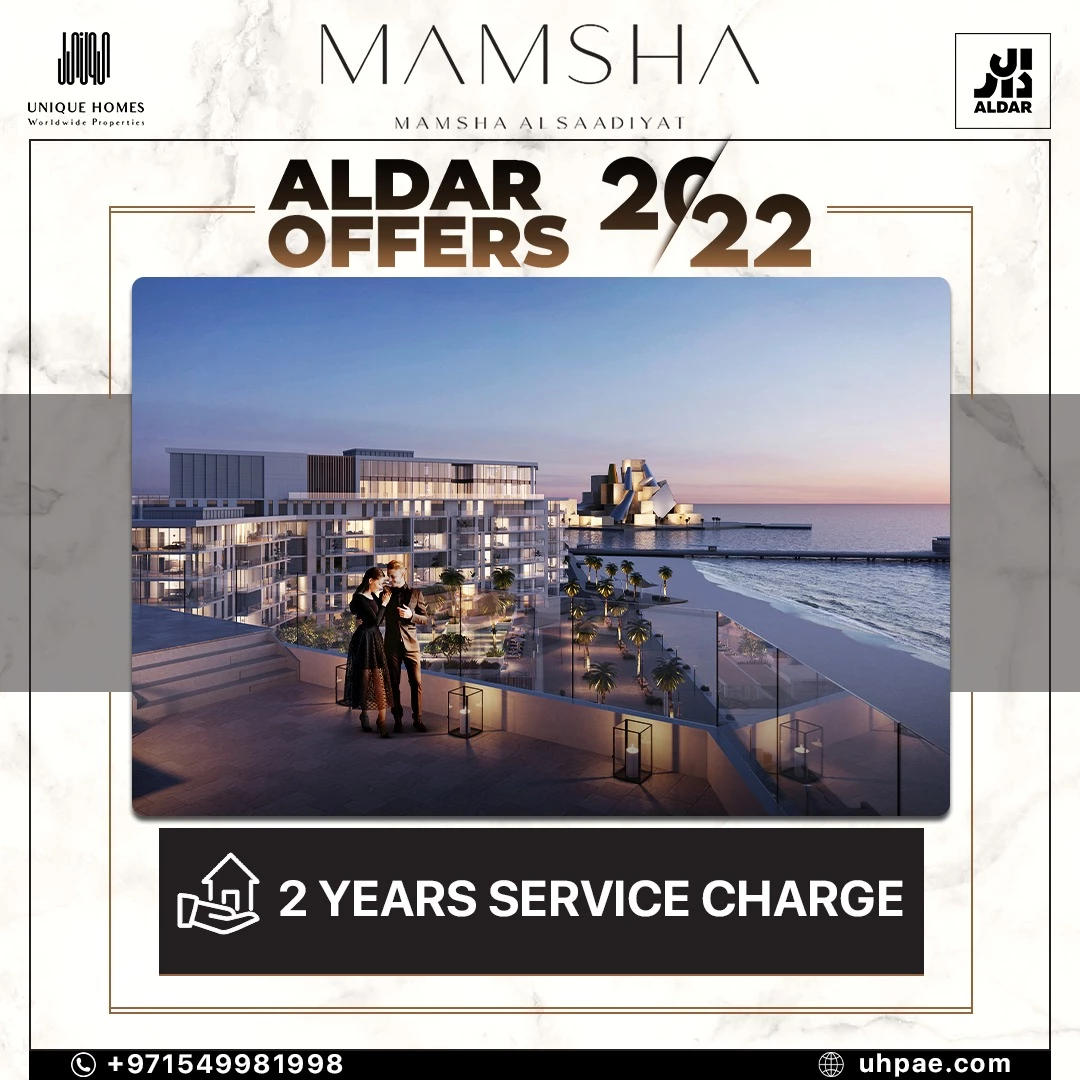 UNIQUE HOMES
Worldwide Properties
MAMSHA
MAMSHA AL SAADIYAT
الدار
ALDAR
ALDAR
OFFERS
2022
2 YEARS SERVICE CHARGE
+971549981998
uhpae.com